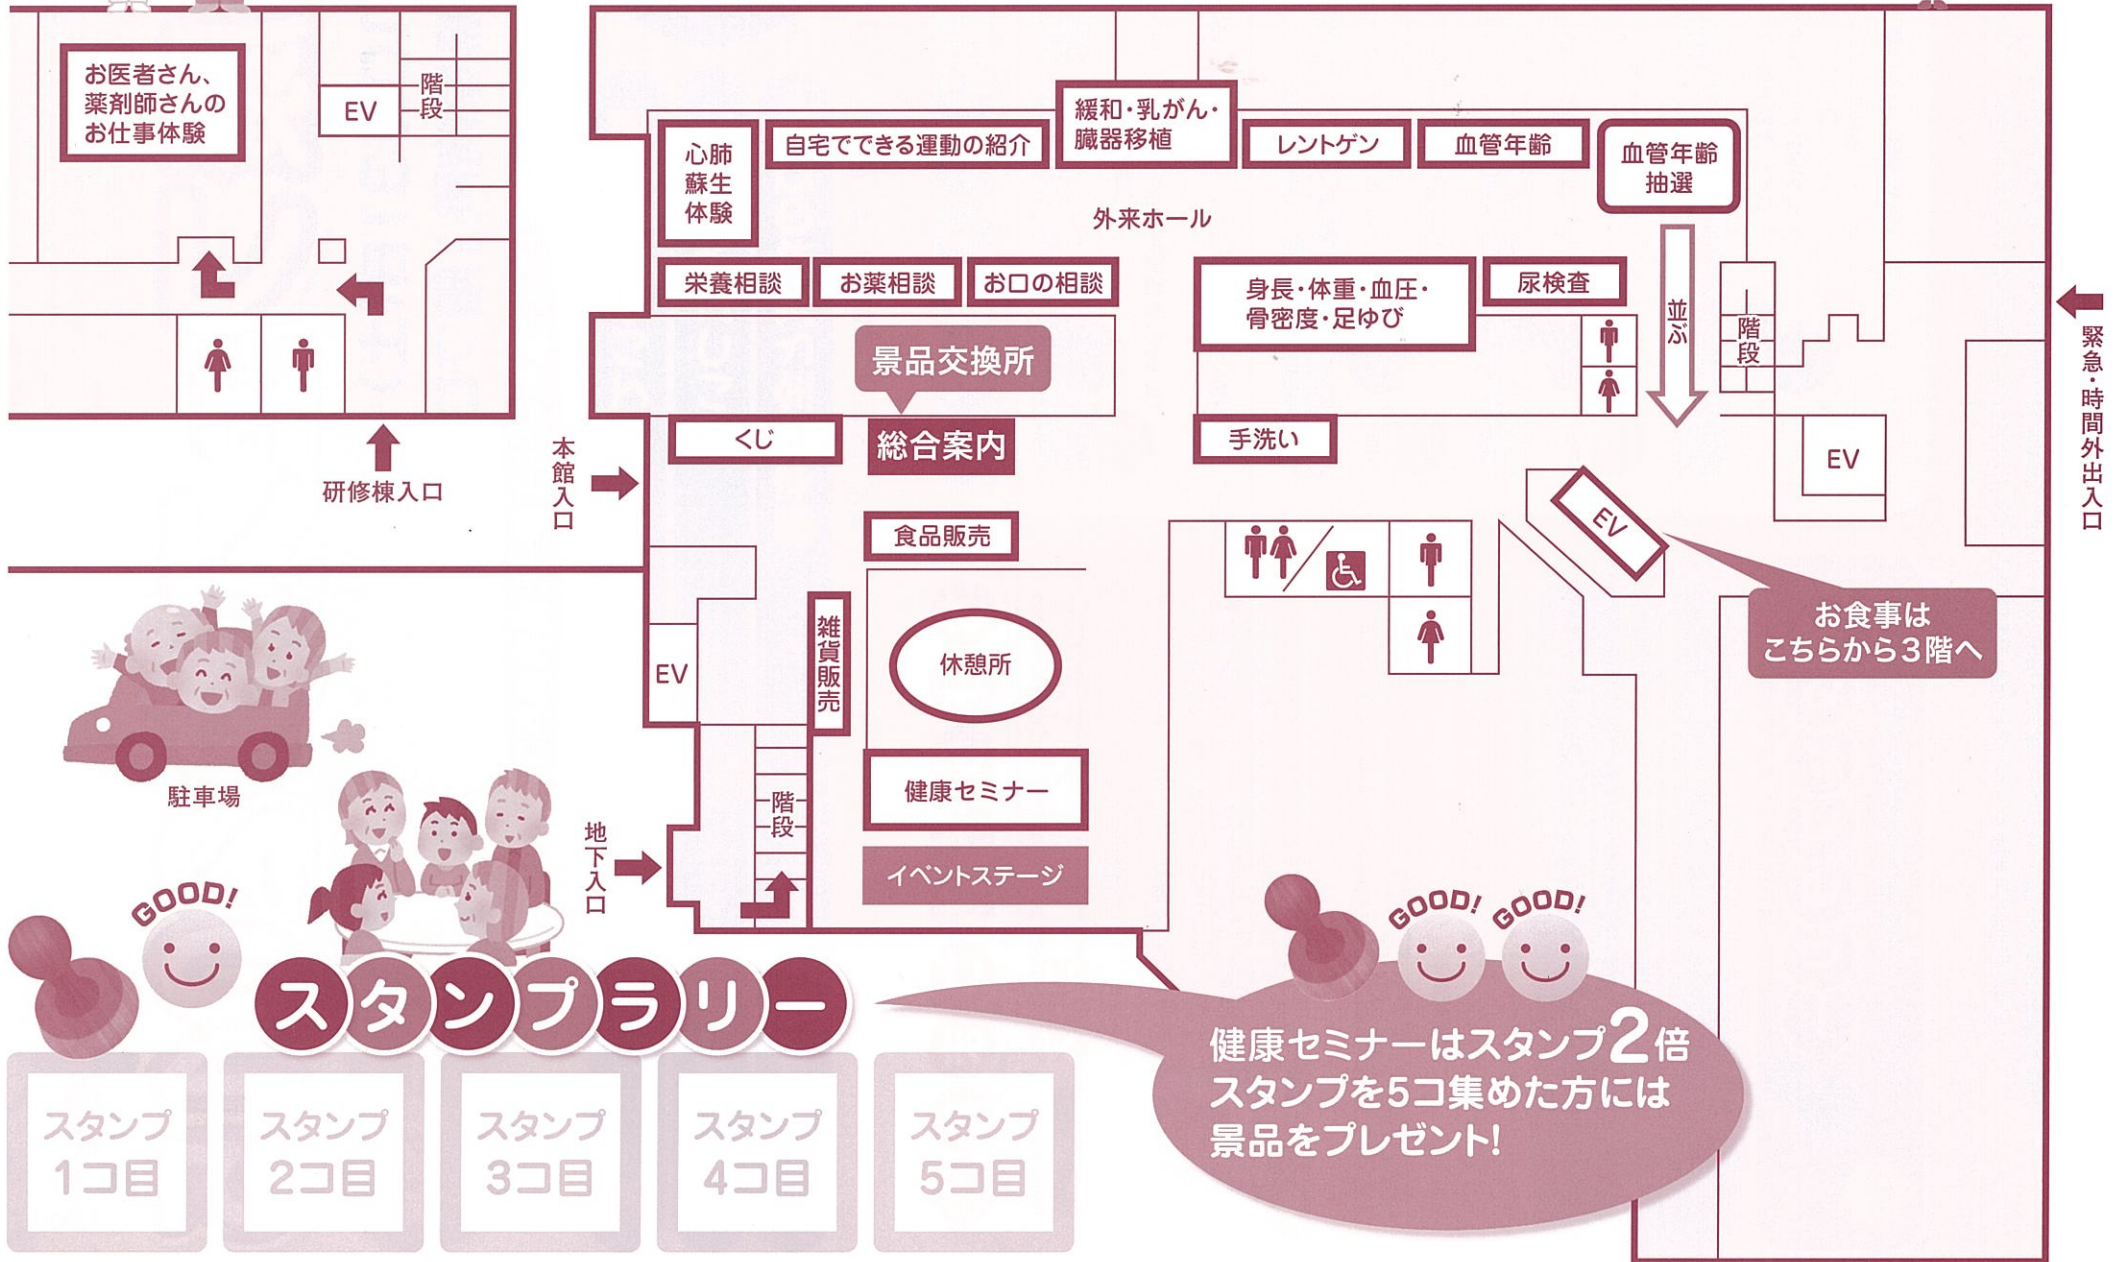 お医者さん、
薬剤師さんの
お仕事体験
EV
階段
研修棟入口
心肺
蘇生
体験
自宅でできる運動の紹介
緩和・乳がん・
臓器移植
レントゲン
血管年齢
血管年齢
抽選
外来ホール
栄養相談
お薬相談
お口の相談
身長・体重・血圧・
骨密度・足ゆび
尿検査
並ぶ
階段
緊急・時間外出入口
景品交換所
くじ
総合案内
手洗い
EV
本館入口
食品販売
EV
お食事は
こちらから3階へ
雑貨販売
休憩所
EV
健康セミナー
階段
地下入口
イベントステージ
駐車場
GOOD!
スタンプラリー
GOOD!
GOOD!
健康セミナーはスタンプ2倍
スタンプを5コ集めた方には
景品をプレゼント!
スタンプ
1コ目
スタンプ
2コ目
スタンプ
3コ目
スタンプ
4コ目
スタンプ
5コ目